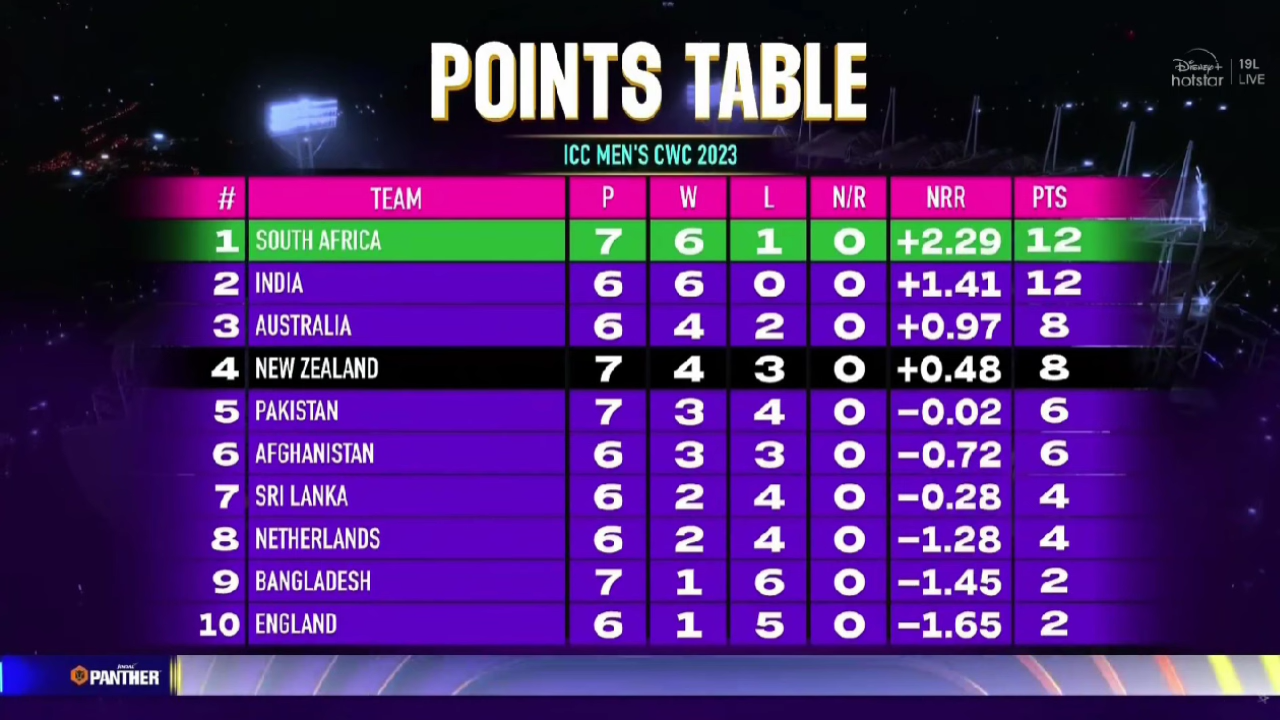 POINTS TABLE
DISNEY+ hotstar
19L
LIVE
ICC MEN'S CWC 2023
# TEAM P W L N/R NRR PTS
1 SOUTH AFRICA 7 6 1 0 +2.29 12
2 INDIA 6 6 0 0 +1.41 12
3 AUSTRALIA 6 4 2 0 +0.97 8
4 NEW ZEALAND 7 4 3 0 +0.48 8
5 PAKISTAN 7 3 4 0 −0.02 6
6 AFGHANISTAN 6 3 3 0 −0.72 6
7 SRI LANKA 6 2 4 0 −0.28 4
8 NETHERLANDS 6 2 4 0 −1.28 4
9 BANGLADESH 7 1 6 0 −1.45 2
10 ENGLAND 6 1 5 0 −1.65 2
JINDAL
PANTHER